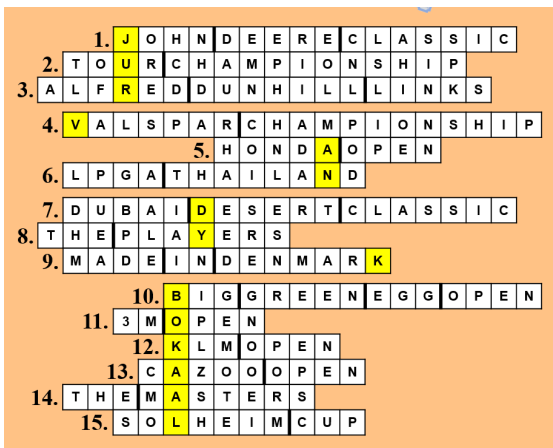 1. JOHN DEERE CLASSIC
2. TOUR CHAMPIONSHIP
3. ALFRED DUNHILL LINKS
4. VALSPAR CHAMPIONSHIP
5. HONDA OPEN
6. LPGA THAILAND
7. DUBAI DESERT CLASSIC
8. THE PLAYERS
9. MADE IN DENMARK
10. BIG GREEN EGG OPEN
11. 3M OPEN
12. KLM OPEN
13. CAZOO OPEN
14. THE MASTERS
15. SOLHEIM CUP